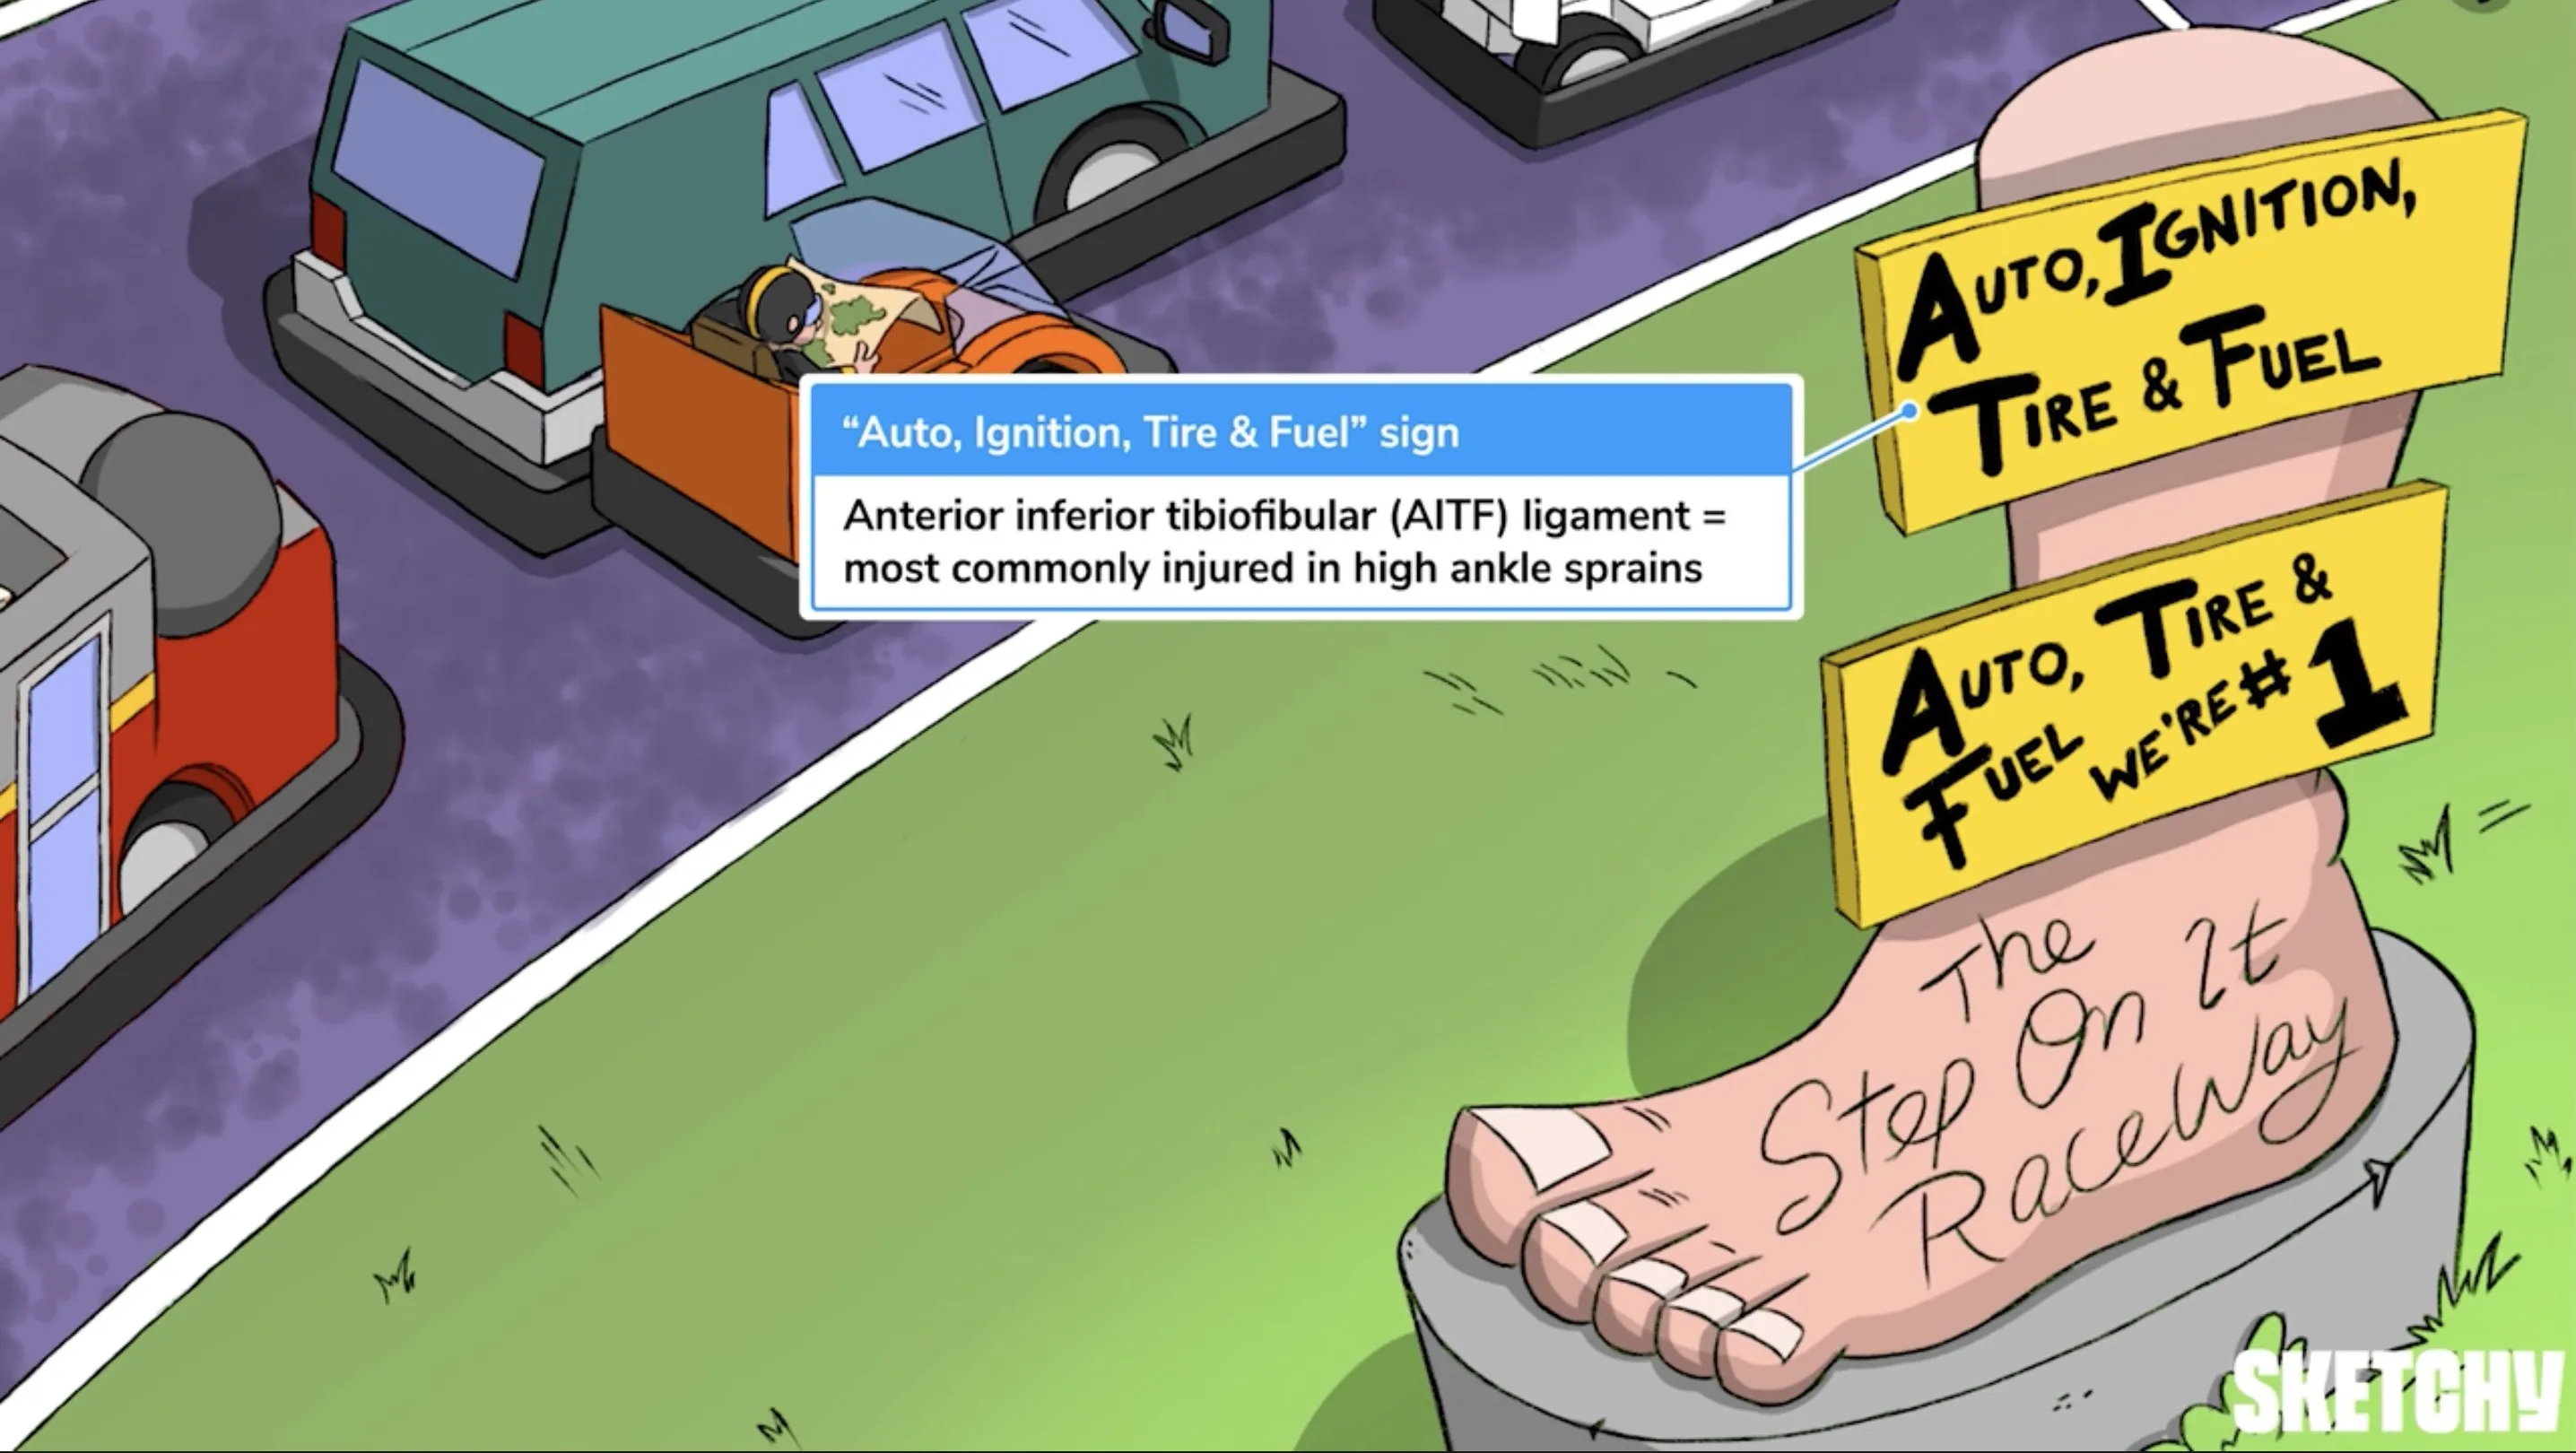 AUTO, IGNITION,
TIRE & FUEL
“Auto, Ignition, Tire & Fuel” sign
Anterior inferior tibiofibular (AITF) ligament =
most commonly injured in high ankle sprains
AUTO, TIRE &
FUEL WE'RE #1
The
Step On It
RaceWay
SKETCHY